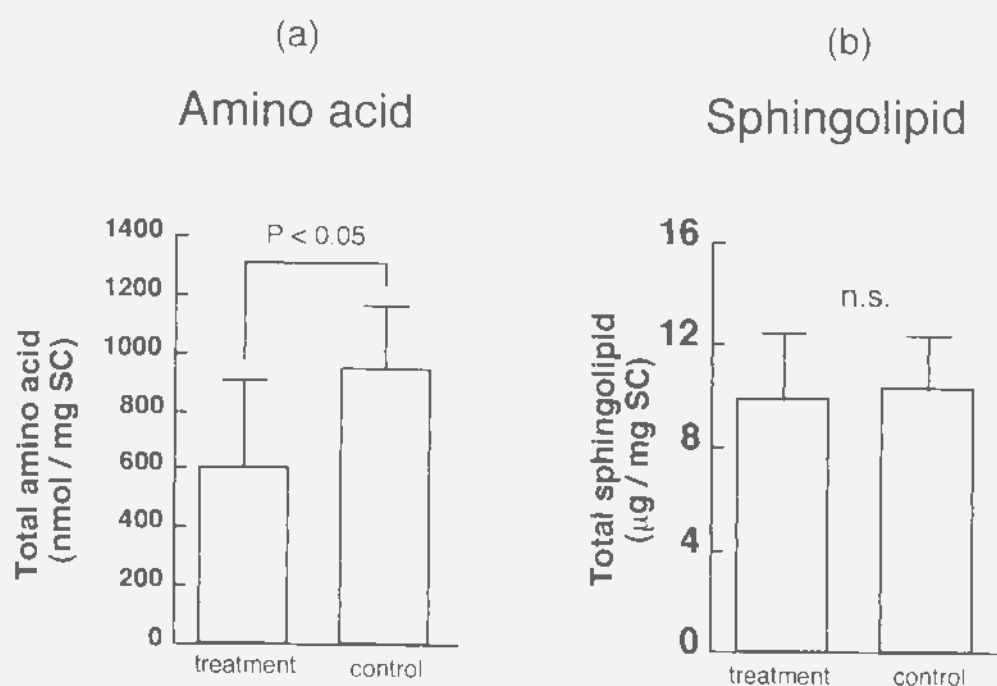 (a)
Amino acid
Total amino acid
(nmol / mg SC)
1400
1200
1000
800
600
400
200
0
P < 0.05
treatment control
(b)
Sphingolipid
Total sphingolipid
(μg / mg SC)
16
12
8
4
0
n.s.
treatment control